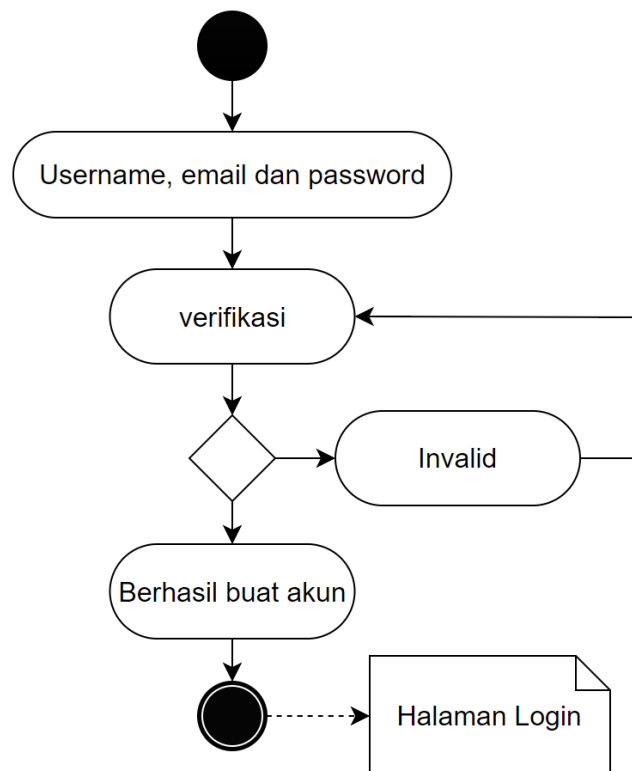 Username, email dan password
verifikasi
Invalid
Berhasil buat akun
Halaman Login